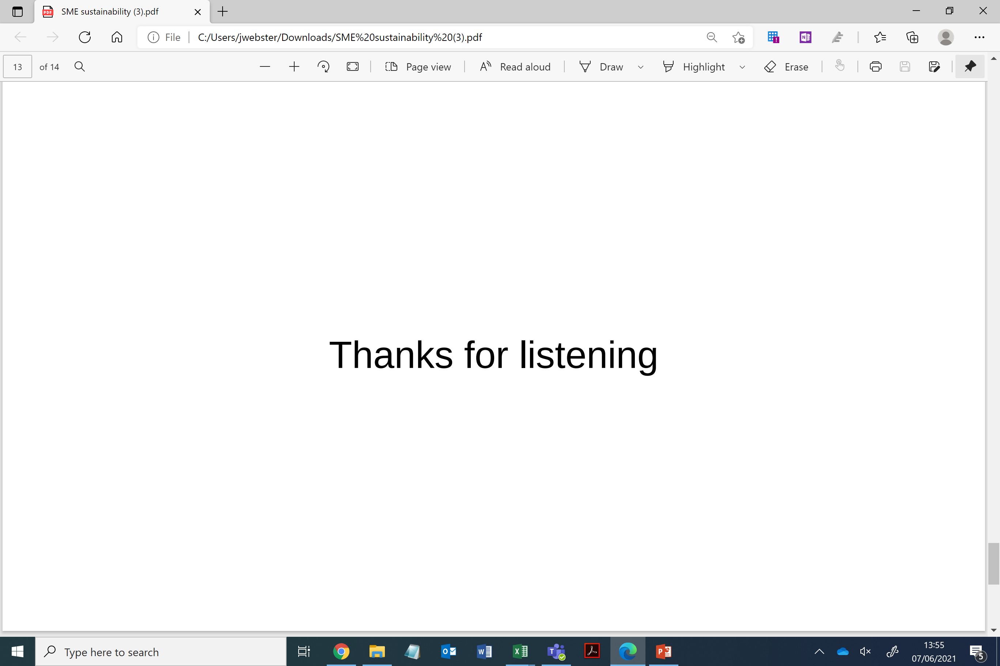 SME sustainability (3).pdf
File C:/Users/jwebster/Downloads/SME%20sustainability%20(3).pdf
13 of 14 Page view Read aloud Draw Highlight Erase
Thanks for listening
Type here to search
13:55
07/06/2021
5